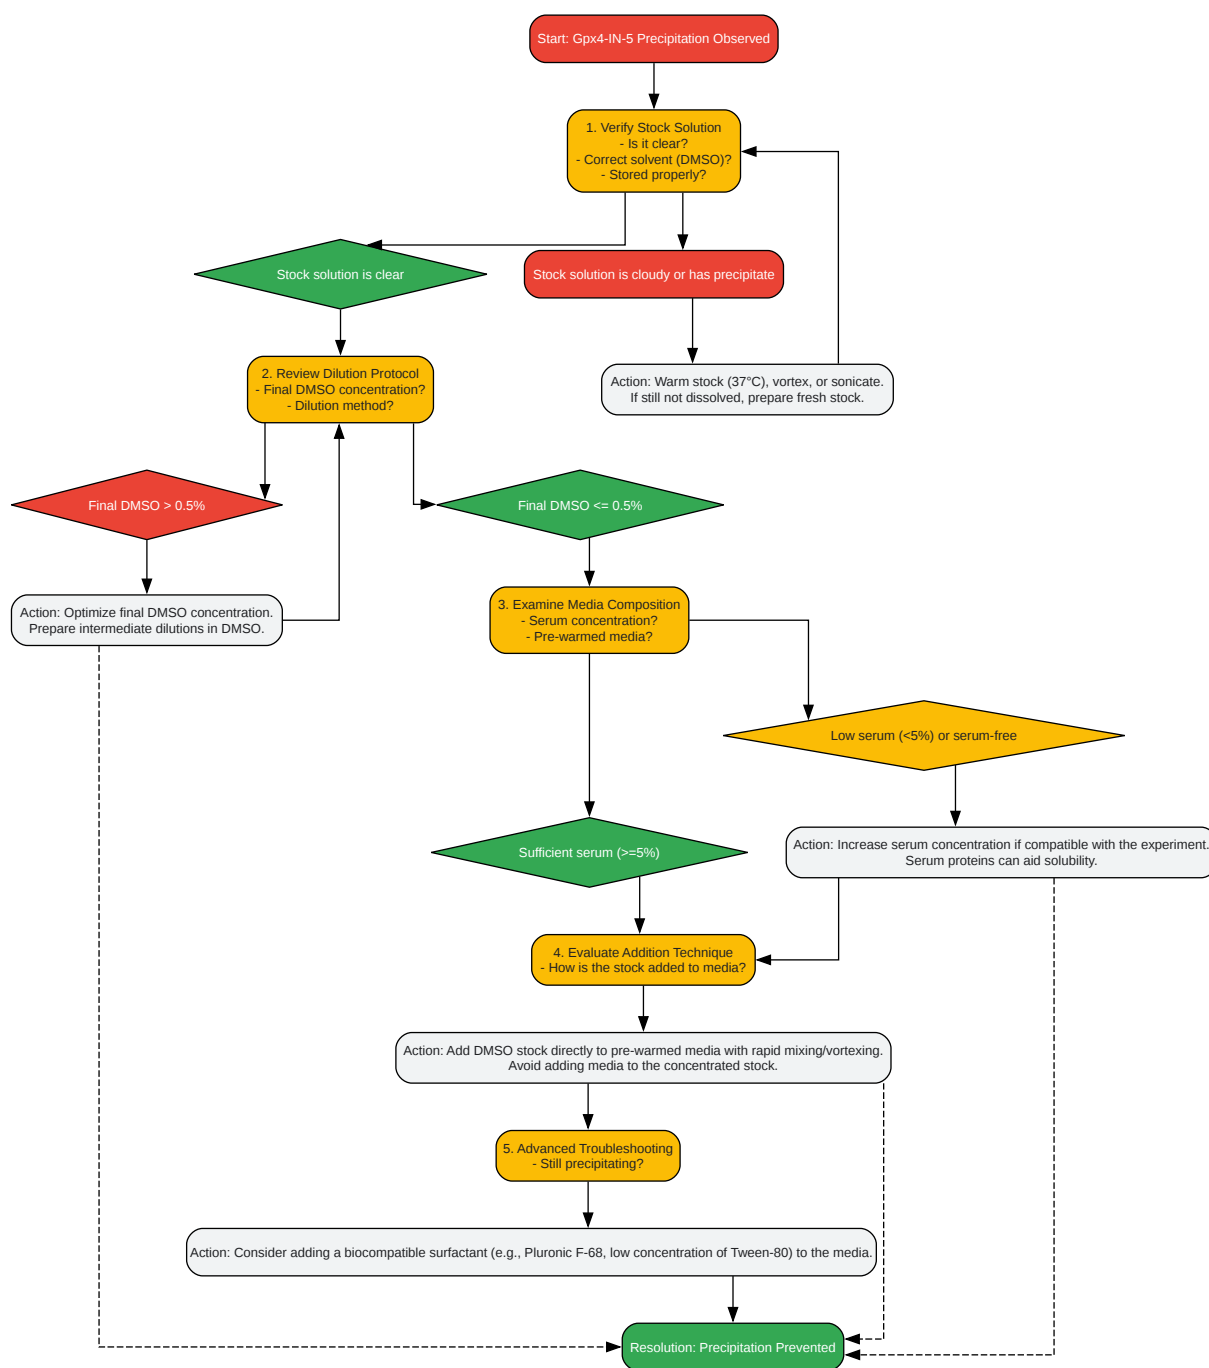 Start: Gpx4-IN-5 Precipitation Observed
1. Verify Stock Solution
- Is it clear?
- Correct solvent (DMSO)?
- Stored properly?
Stock solution is clear
Stock solution is cloudy or has precipitate
2. Review Dilution Protocol
- Final DMSO concentration?
- Dilution method?
Action: Warm stock (37°C), vortex, or sonicate.
If still not dissolved, prepare fresh stock.
Final DMSO > 0.5%
Final DMSO <= 0.5%
Action: Optimize final DMSO concentration.
Prepare intermediate dilutions in DMSO.
3. Examine Media Composition
- Serum concentration?
- Pre-warmed media?
Low serum (<5%) or serum-free
Sufficient serum (>=5%)
Action: Increase serum concentration if compatible with the experiment.
Serum proteins can aid solubility.
4. Evaluate Addition Technique
- How is the stock added to media?
Action: Add DMSO stock directly to pre-warmed media with rapid mixing/vortexing.
Avoid adding media to the concentrated stock.
5. Advanced Troubleshooting
- Still precipitating?
Action: Consider adding a biocompatible surfactant (e.g., Pluronic F-68, low concentration of Tween-80) to the media.
Resolution: Precipitation Prevented